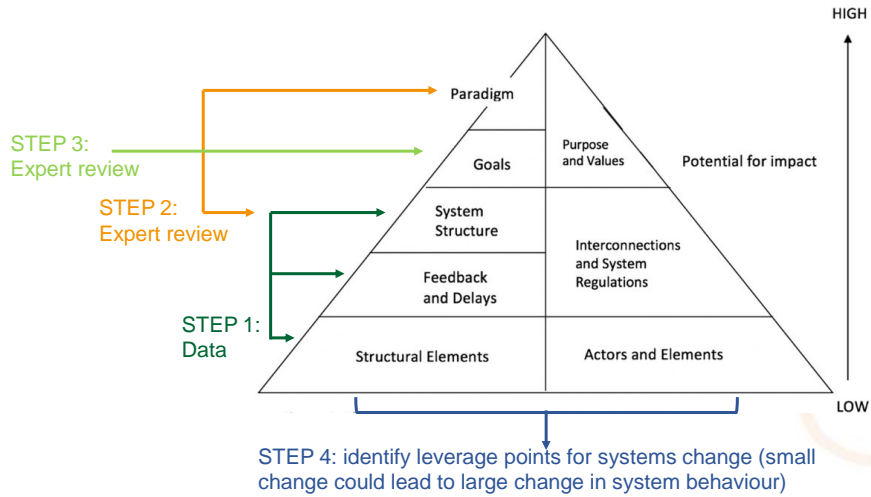 HIGH
Paradigm
STEP 3:
Expert review
Goals
Purpose
and Values
Potential for impact
STEP 2:
Expert review
System
Structure
Interconnections
and System
Regulations
Feedback
and Delays
STEP 1:
Data
Structural Elements
Actors and Elements
LOW
STEP 4: identify leverage points for systems change (small
change could lead to large change in system behaviour)